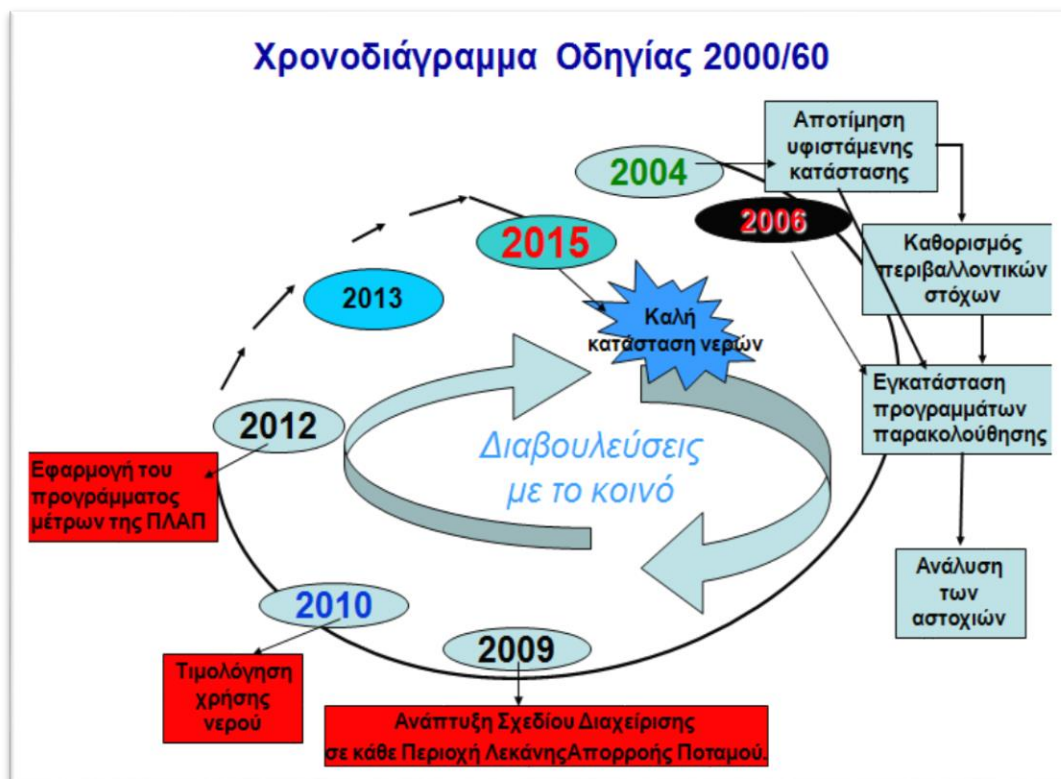 Χρονοδιάγραμμα Οδηγίας 2000/60
2004
Αποτίμηση
υφιστάμενης
κατάστασης
2006
Καθορισμός
περιβαλλοντικών
στόχων
2015
Καλή
κατάσταση νερών
2013
Εγκατάσταση
προγραμμάτων
παρακολούθησης
2012
Διαβουλεύσεις
με το κοινό
Εφαρμογή του
προγράμματος
μέτρων της ΠΛΑΠ
Ανάλυση
των
αστοχιών
2010
2009
Τιμολόγηση
χρήσης
νερού
Ανάπτυξη Σχεδίου Διαχείρισης
σε κάθε Περιοχή ΛεκάνηςΑπορροής Ποταμού.